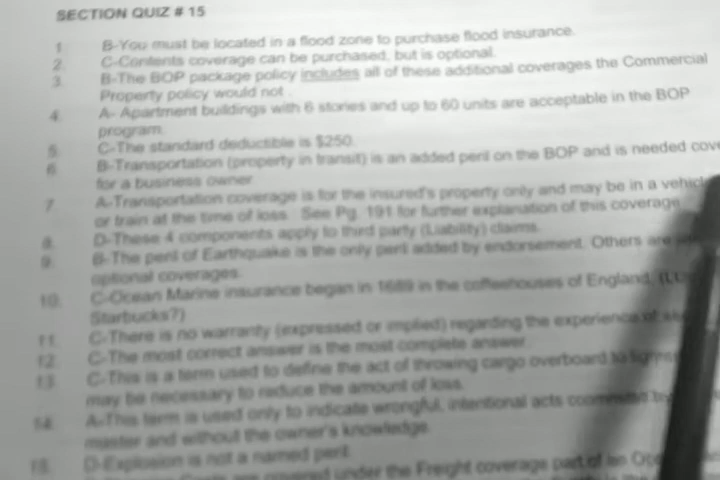 SECTION QUIZ # 15
1. B-You must be located in a flood zone to purchase flood insurance.
2. C-Contents coverage can be purchased, but is optional.
3. B-The BOP package policy includes all of these additional coverages the Commercial
Property policy would not.
4. A- Apartment buildings with 6 stories and up to 60 units are acceptable in the BOP
program.
5. C-The standard deductible is $250.
6. B-Transportation (property in transit) is an added peril on the BOP and is needed
for a business owner
7. A-Transportation coverage is for the insured's property only and may be in a vehicle
or train at the time of loss. See Pg. 191 for further explanation of this coverage
8. D-These 4 components apply to third party (Liability) claims.
9. B-The peril of Earthquake is the only peril added by endorsement. Others are
optional coverages.
10. C-Ocean Marine insurance began in 1689 in the coffeehouses of England,
Starbucks?)
11. C-There is no warranty (expressed or implied) regarding the experience of
12. C-The most correct answer is the most complete answer.
13. C-This is a term used to define the act of throwing cargo overboard to
may be necessary to reduce the amount of loss.
14. A-This term is used only to indicate wrongful, intentional acts committed by
master and without the owner's knowledge.
15. D-Explosion is not a named peril.
are covered under the Freight coverage part of an